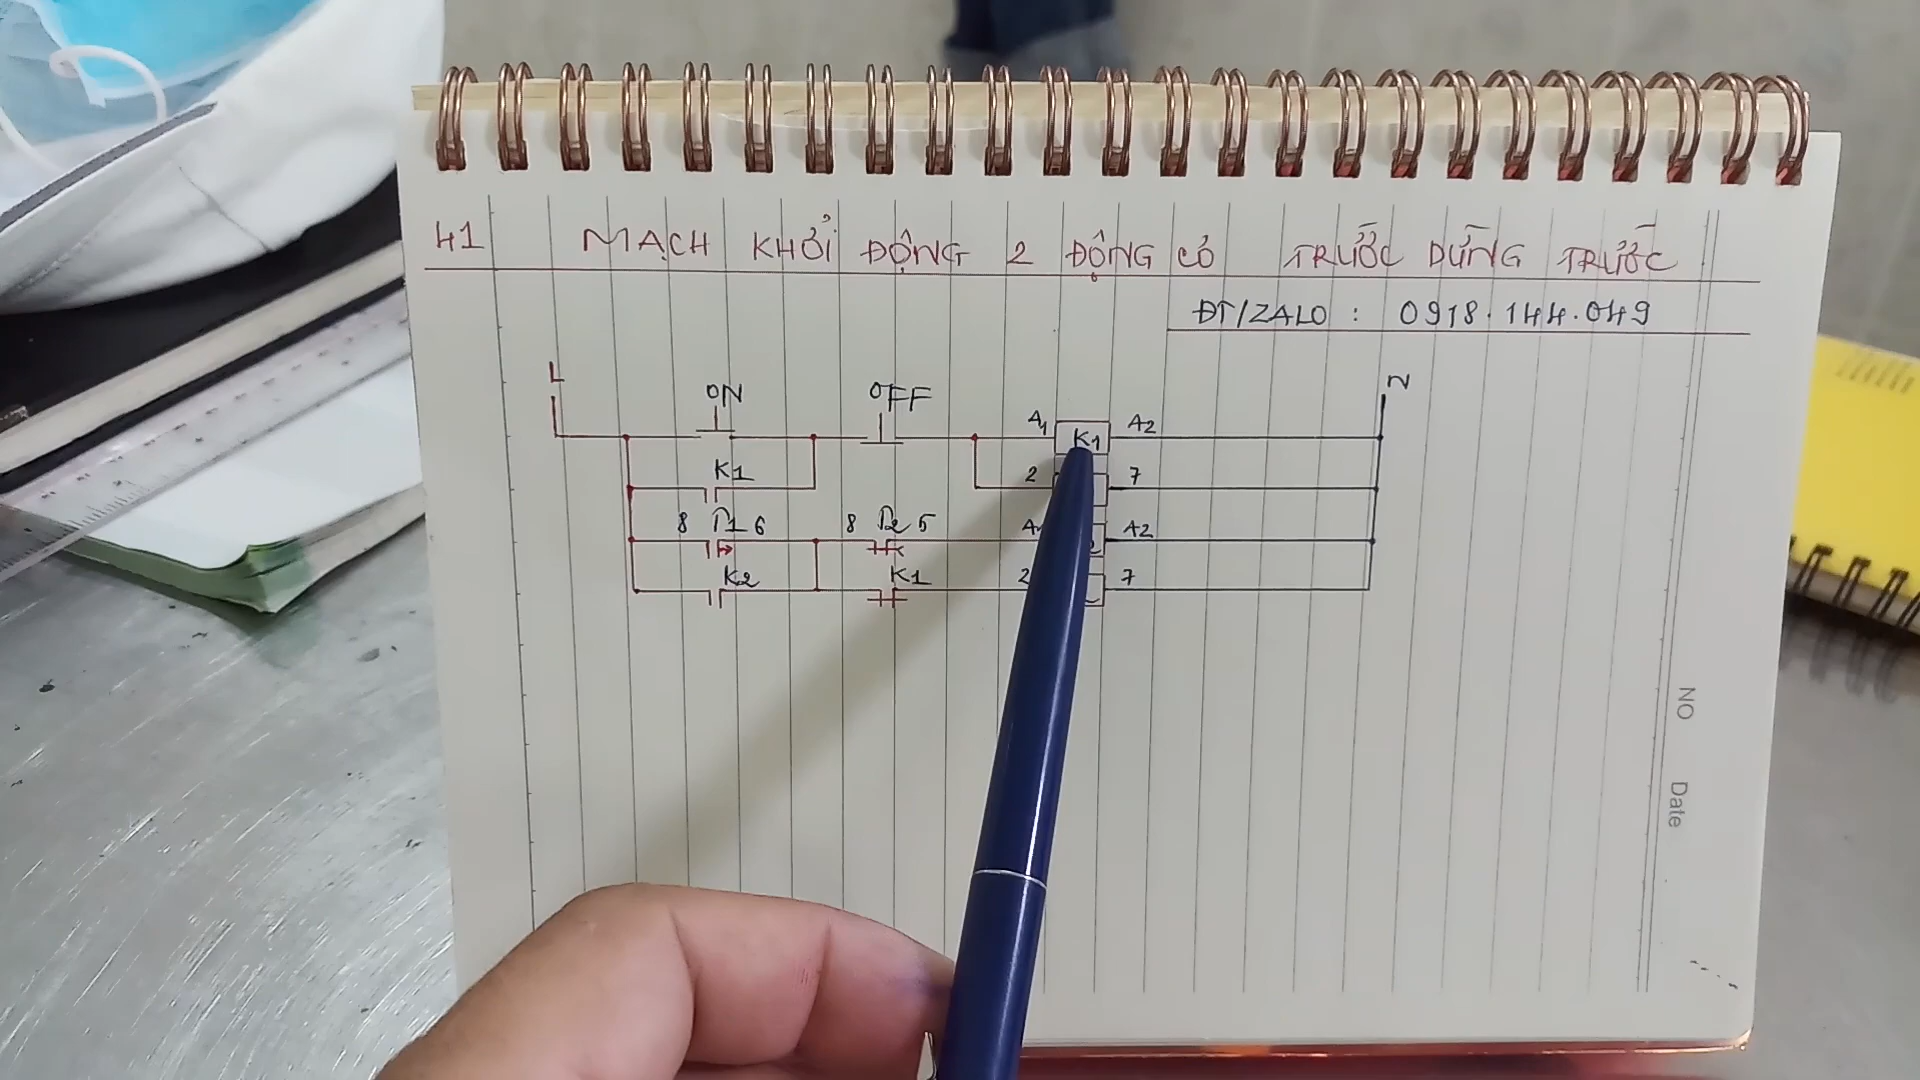 41 MẠCH KHỞI ĐỘNG 2 ĐỘNG CƠ TRƯỚC DỪNG TRƯỚC
ĐT/ZALO : 0918.144.049
L ON OFF N
A1 K1 A2
K1 2 7
8 T1 6 8 T2 5 A2
K2 K1 2 7
NO
Date